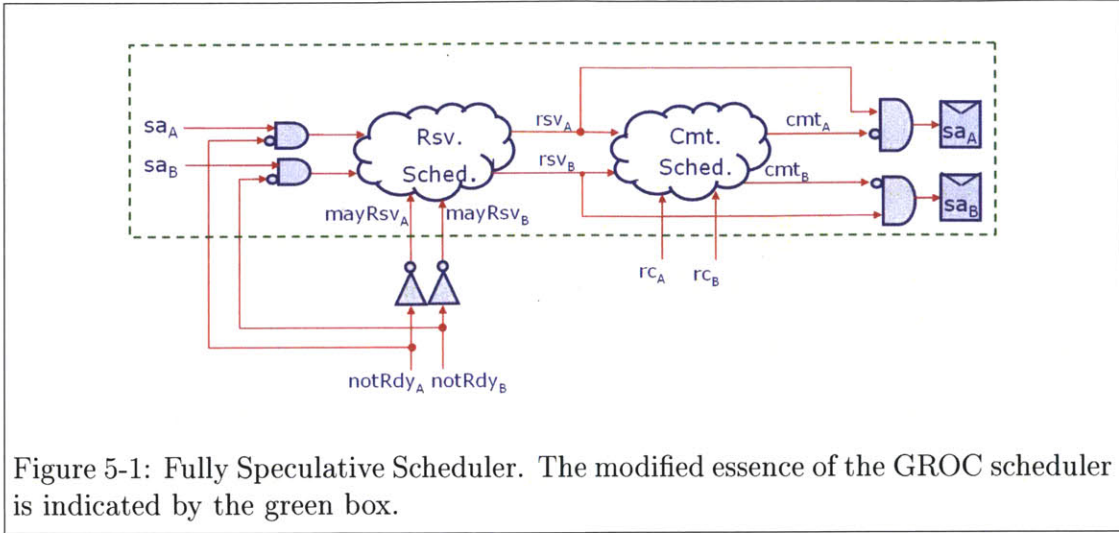 rsv_A
cmt_A
sa_A
Rsv.
Cmt.
sa_A
rsv_B
sa_B
Sched.
Sched.
cmt_B
sa_B
mayRsv_A
mayRsv_B
rc_A
rc_B
notRdy_A
notRdy_B
Figure 5-1: Fully Speculative Scheduler. The modified essence of the GROC scheduler
is indicated by the green box.